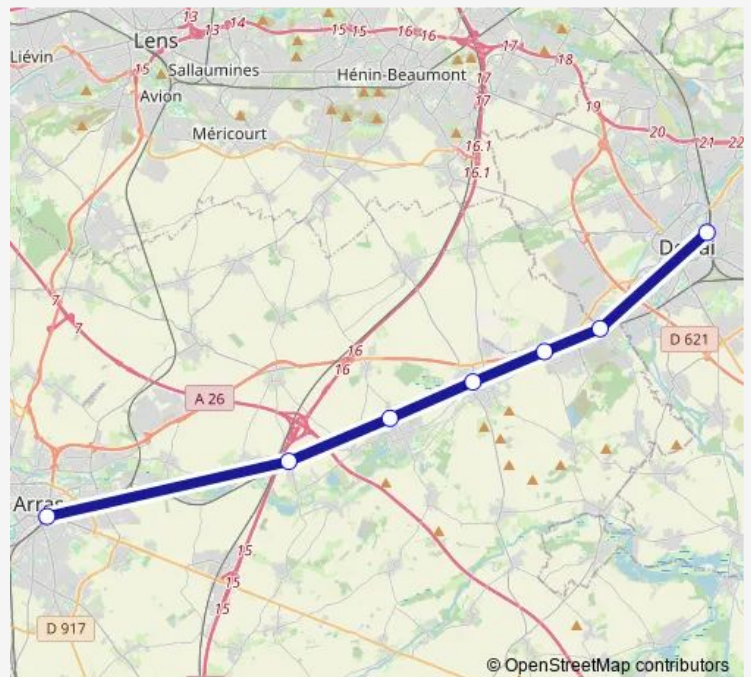 13
13
14
15 15
16 16
Lens
17
Liévin
15
Sallaumines
Hénin-Beaumont
17
17
18
Avion
19
Méricourt
20
21
22
16.1
16.1
7
7
16
16
D 621
A 26
Arras
15
15
15
D 917
© OpenStreetMap contributors